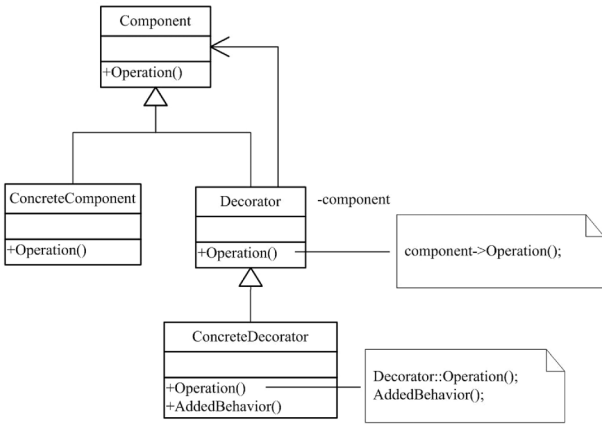 Component
+Operation()
ConcreteComponent
+Operation()
Decorator
+Operation()
-component
component->Operation();
ConcreteDecorator
+Operation()
+AddedBehavior()
Decorator::Operation();
AddedBehavior();